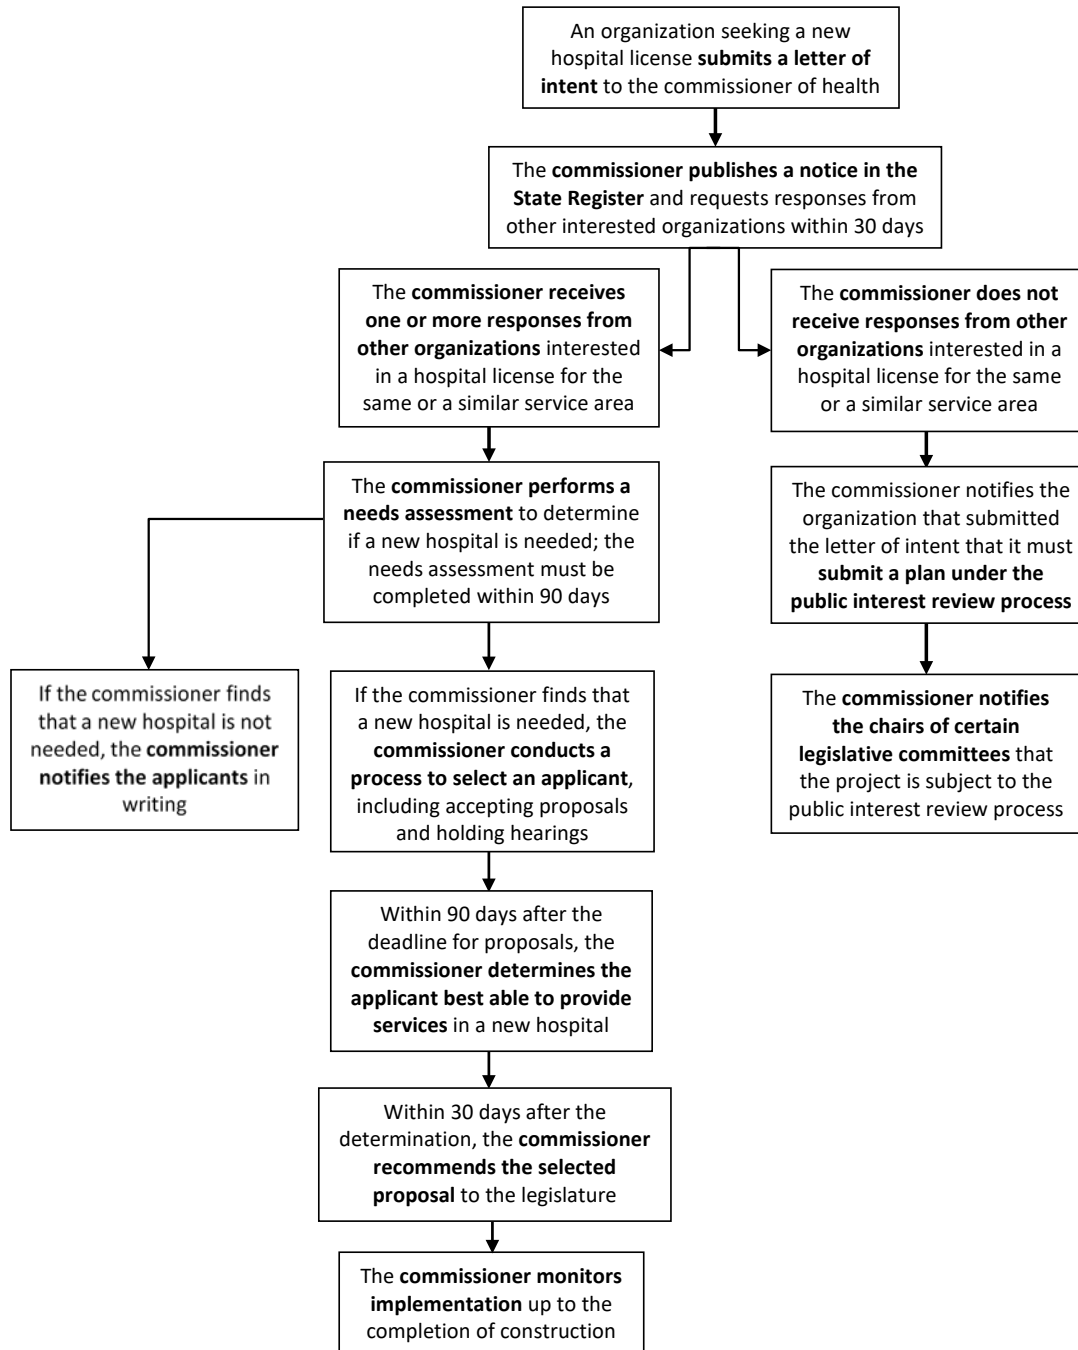 An organization seeking a new
hospital license submits a letter of
intent to the commissioner of health
The commissioner publishes a notice in the
State Register and requests responses from
other interested organizations within 30 days
The commissioner receives
one or more responses from
other organizations interested
in a hospital license for the
same or a similar service area
The commissioner does not
receive responses from other
organizations interested in a
hospital license for the same
or a similar service area
The commissioner performs a
needs assessment to determine
if a new hospital is needed; the
needs assessment must be
completed within 90 days
The commissioner notifies the
organization that submitted
the letter of intent that it must
submit a plan under the
public interest review process
If the commissioner finds
that a new hospital is not
needed, the commissioner
notifies the applicants in
writing
If the commissioner finds that
a new hospital is needed, the
commissioner conducts a
process to select an applicant,
including accepting proposals
and holding hearings
The commissioner notifies
the chairs of certain
legislative committees that
the project is subject to the
public interest review process
Within 90 days after the
deadline for proposals, the
commissioner determines the
applicant best able to provide
services in a new hospital
Within 30 days after the
determination, the commissioner
recommends the selected
proposal to the legislature
The commissioner monitors
implementation up to the
completion of construction